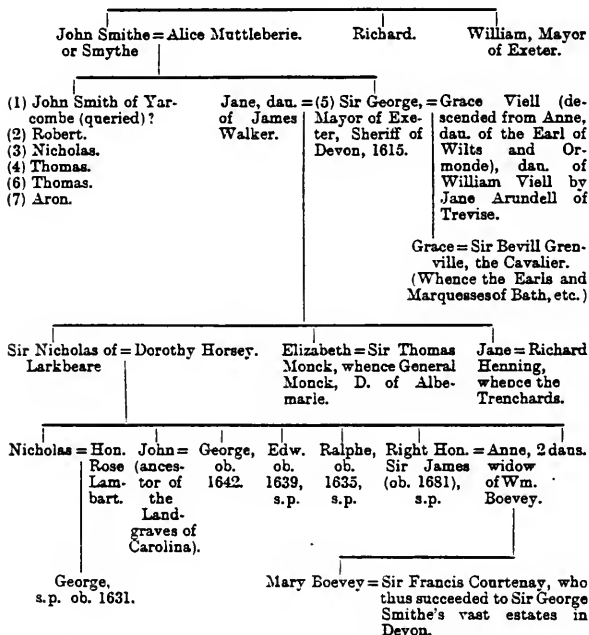 John Smithe = Alice Muttleberie. Richard. William, Mayor
or Smythe of Exeter.
(1) John Smith of Yar-
combe (queried)?
(2) Robert.
(3) Nicholas.
(4) Thomas.
(6) Thomas.
(7) Aron.
Jane, dau.
of James
Walker.
= (5) Sir George,
Mayor of Exe-
ter, Sheriff of
Devon, 1615.
= Grace Viell (de-
scended from Anne,
dau. of the Earl of
Wilts and Or-
monde), dau. of
William Viell by
Jane Arundell of
Trevise.
Grace = Sir Bevill Gren-
ville, the Cavalier.
(Whence the Earls and
Marquesses of Bath, etc.)
Sir Nicholas of = Dorothy Horsey.
Larkbeare
Elizabeth = Sir Thomas
Monck, whence General
Monck, D. of Albe-
marle.
Jane = Richard
Henning,
whence the
Trenchards.
Nicholas = Hon.
Rose
Lam-
bart.
John =
(ances-
tor of
the
Land-
graves of
Carolina).
George,
ob.
1642.
Edw.
ob.
1639,
s.p.
Ralphe,
ob.
1635,
s.p.
Right Hon.
Sir James
(ob. 1681),
s.p.
= Anne,
widow
of Wm.
Boevey.
2 daus.
George,
s.p. ob. 1631.
Mary Boevey = Sir Francis Courtenay, who
thus succeeded to Sir George
Smithe's vast estates in
Devon.